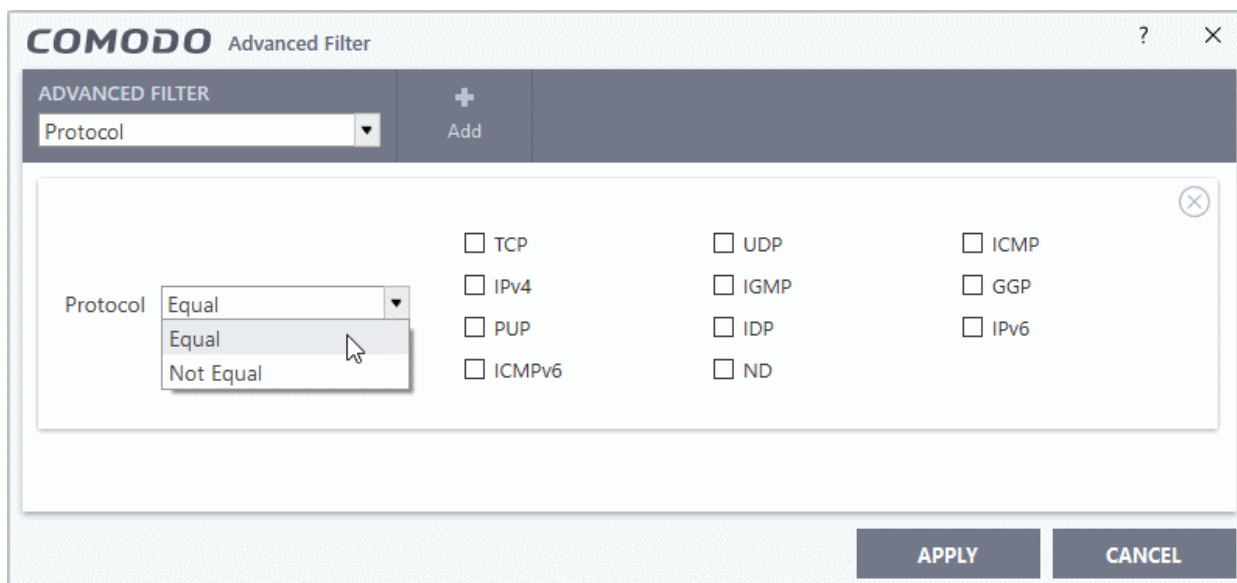 COMODO Advanced Filter ?
ADVANCED FILTER
Protocol
Add
TCP UDP ICMP
IPv4 IGMP GGP
Protocol Equal
Equal
Not Equal
PUP IDP IPv6
ICMPv6 ND
APPLY CANCEL